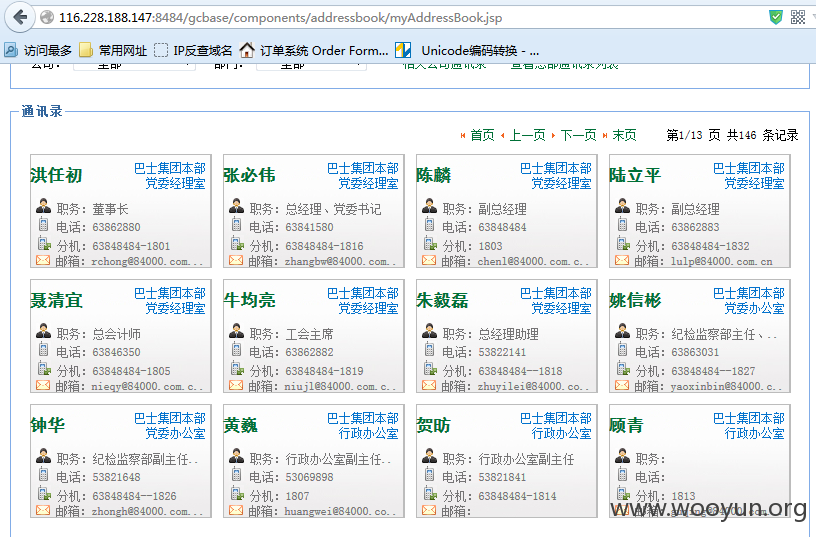 116.228.188.147:8484/gcbase/components/addressbook/myAddressBook.jsp
访问最多 常用网址 IP反查域名 订单系统 Order Form... Unicode编码转换 - ...
公司: 全部 部门: 全部 相关公司通讯录 查看总部通讯录列表
通讯录
首页 上一页 下一页 末页 第1/13 页 共146 条记录
洪任初 巴士集团本部
党委经理室
职务: 董事长
电话: 63862880
分机: 63848484-1801
邮箱: rchong@84000.com...
张必伟 巴士集团本部
党委经理室
职务: 总经理、党委书记
电话: 63841580
分机: 63848484-1816
邮箱: zhangbw@84000.com...
陈麟 巴士集团本部
党委经理室
职务: 副总经理
电话: 63848484
分机: 1803
邮箱: chenl@84000.com.c...
陆立平 巴士集团本部
党委经理室
职务: 副总经理
电话: 63862883
分机: 63848484-1832
邮箱: lulp@84000.com.cn
聂清宜 巴士集团本部
党委经理室
职务: 总会计师
电话: 63846350
分机: 63848484-1805
邮箱: nieqy@84000.com.c...
牛均亮 巴士集团本部
党委经理室
职务: 工会主席
电话: 63862882
分机: 63848484-1819
邮箱: niujl@84000.com.c...
朱毅磊 巴士集团本部
党委经理室
职务: 总经理助理
电话: 53822141
分机: 63848484--1818
邮箱: zhuyilei@84000.co...
姚信彬 巴士集团本部
党委办公室
职务: 纪检监察部主任、..
电话: 63863031
分机: 63848484--1827
邮箱: yaoxinbin@84000.c...
钟华 巴士集团本部
党委办公室
职务: 纪检监察部副主任..
电话: 53821648
分机: 63848484--1826
邮箱: zhongh@84000.com...
黄巍 巴士集团本部
行政办公室
职务: 行政办公室副主任..
电话: 53069898
分机: 1807
邮箱: huangwei@84000.co...
贺昉 巴士集团本部
行政办公室
职务: 行政办公室主任
电话: 53821841
分机: 63848484-1814
邮箱:
顾青 巴士集团本部
行政办公室
职务:
电话:
分机: 1813
邮箱:
www.wooyun.org